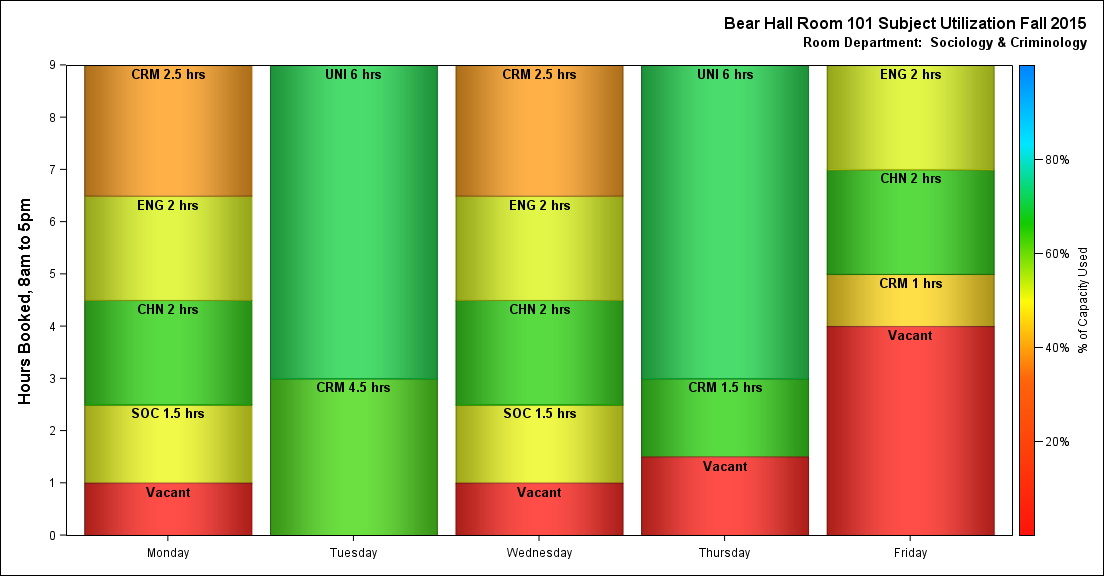 Bear Hall Room 101 Subject Utilization Fall 2015
Room Department:  Sociology & Criminology
Hours Booked, 8am to 5pm
9
8
7
6
5
4
3
2
1
0
CRM 2.5 hrs
ENG 2 hrs
CHN 2 hrs
SOC 1.5 hrs
Vacant
UNI 6 hrs
CRM 4.5 hrs
CRM 2.5 hrs
ENG 2 hrs
CHN 2 hrs
SOC 1.5 hrs
Vacant
UNI 6 hrs
CRM 1.5 hrs
Vacant
ENG 2 hrs
CHN 2 hrs
CRM 1 hrs
Vacant
Monday
Tuesday
Wednesday
Thursday
Friday
80%
60%
40%
20%
% of Capacity Used